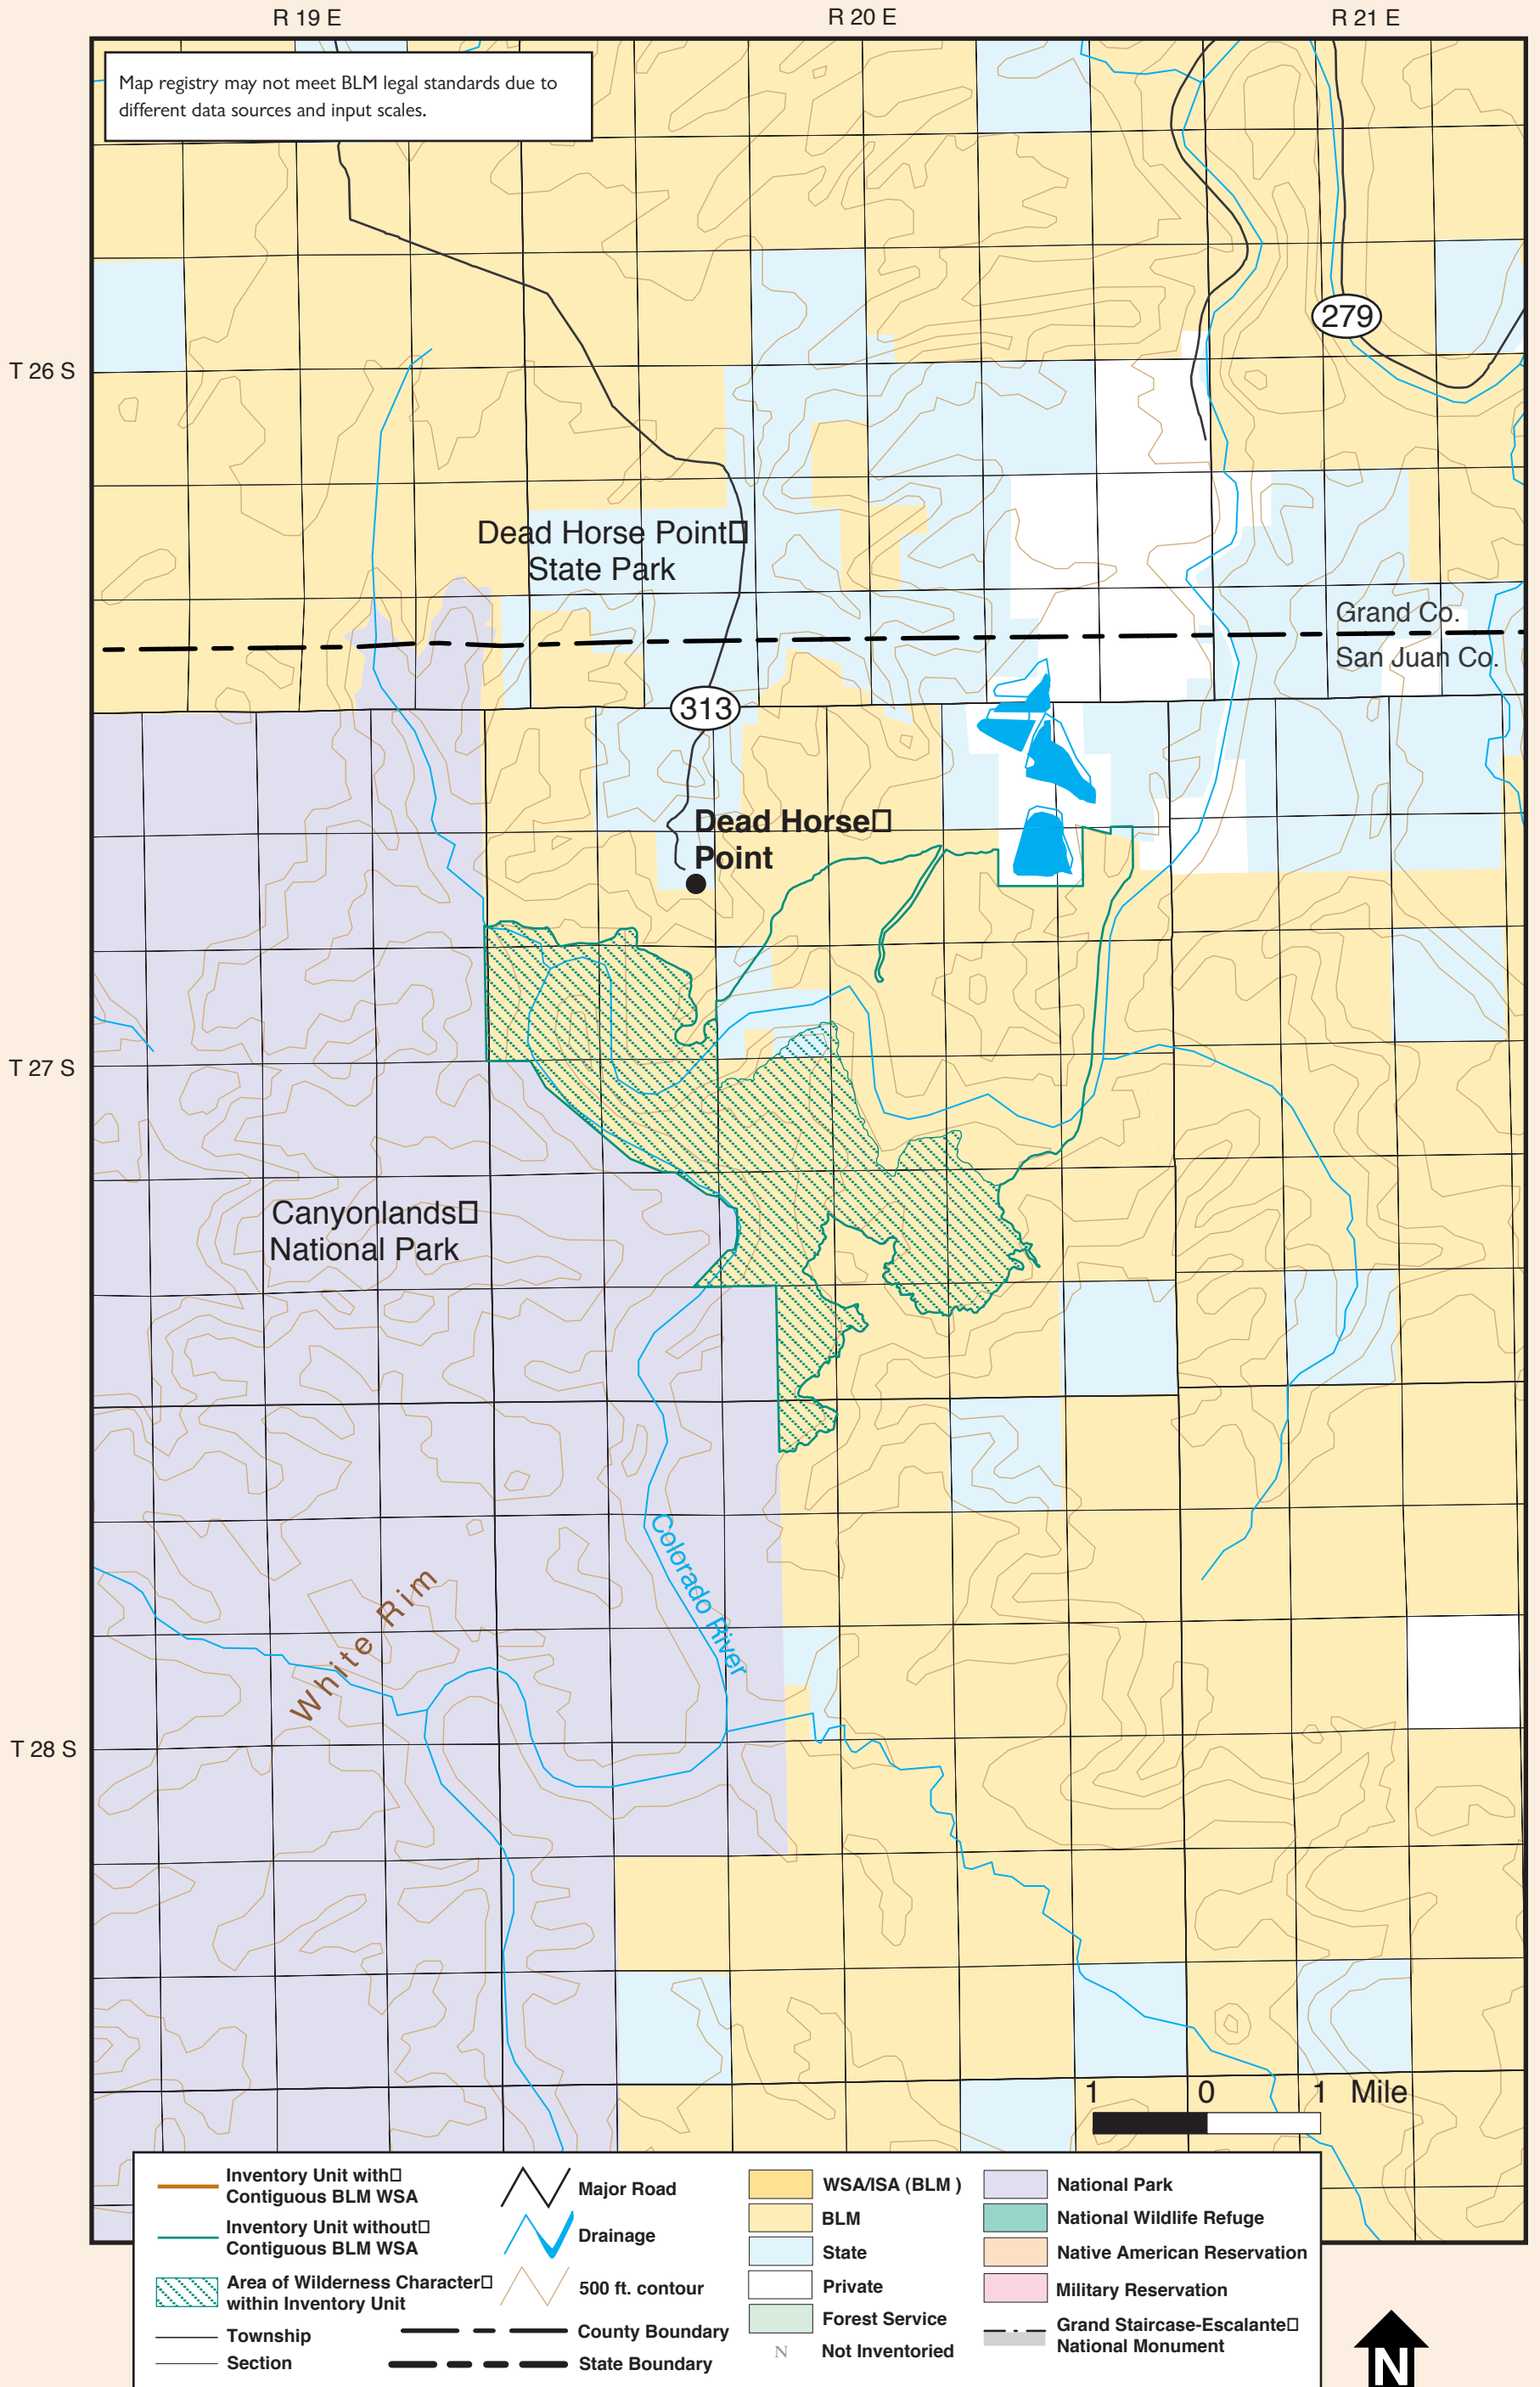 R 19 E
R 20 E
R 21 E
Map registry may not meet BLM legal standards due to
different data sources and input scales.
279
T 26 S
Dead Horse Point□
State Park
Grand Co.
San Juan Co.
313
Dead Horse□
Point
T 27 S
Canyonlands□
National Park
Colorado River
White Rim
T 28 S
1 0 1 Mile
Inventory Unit with□
Contiguous BLM WSA
Inventory Unit without□
Contiguous BLM WSA
Area of Wilderness Character□
within Inventory Unit
Township
Section
Major Road
Drainage
500 ft. contour
County Boundary
State Boundary
WSA/ISA (BLM )
BLM
State
Private
Forest Service
N Not Inventoried
National Park
National Wildlife Refuge
Native American Reservation
Military Reservation
Grand Staircase-Escalante□
National Monument
N